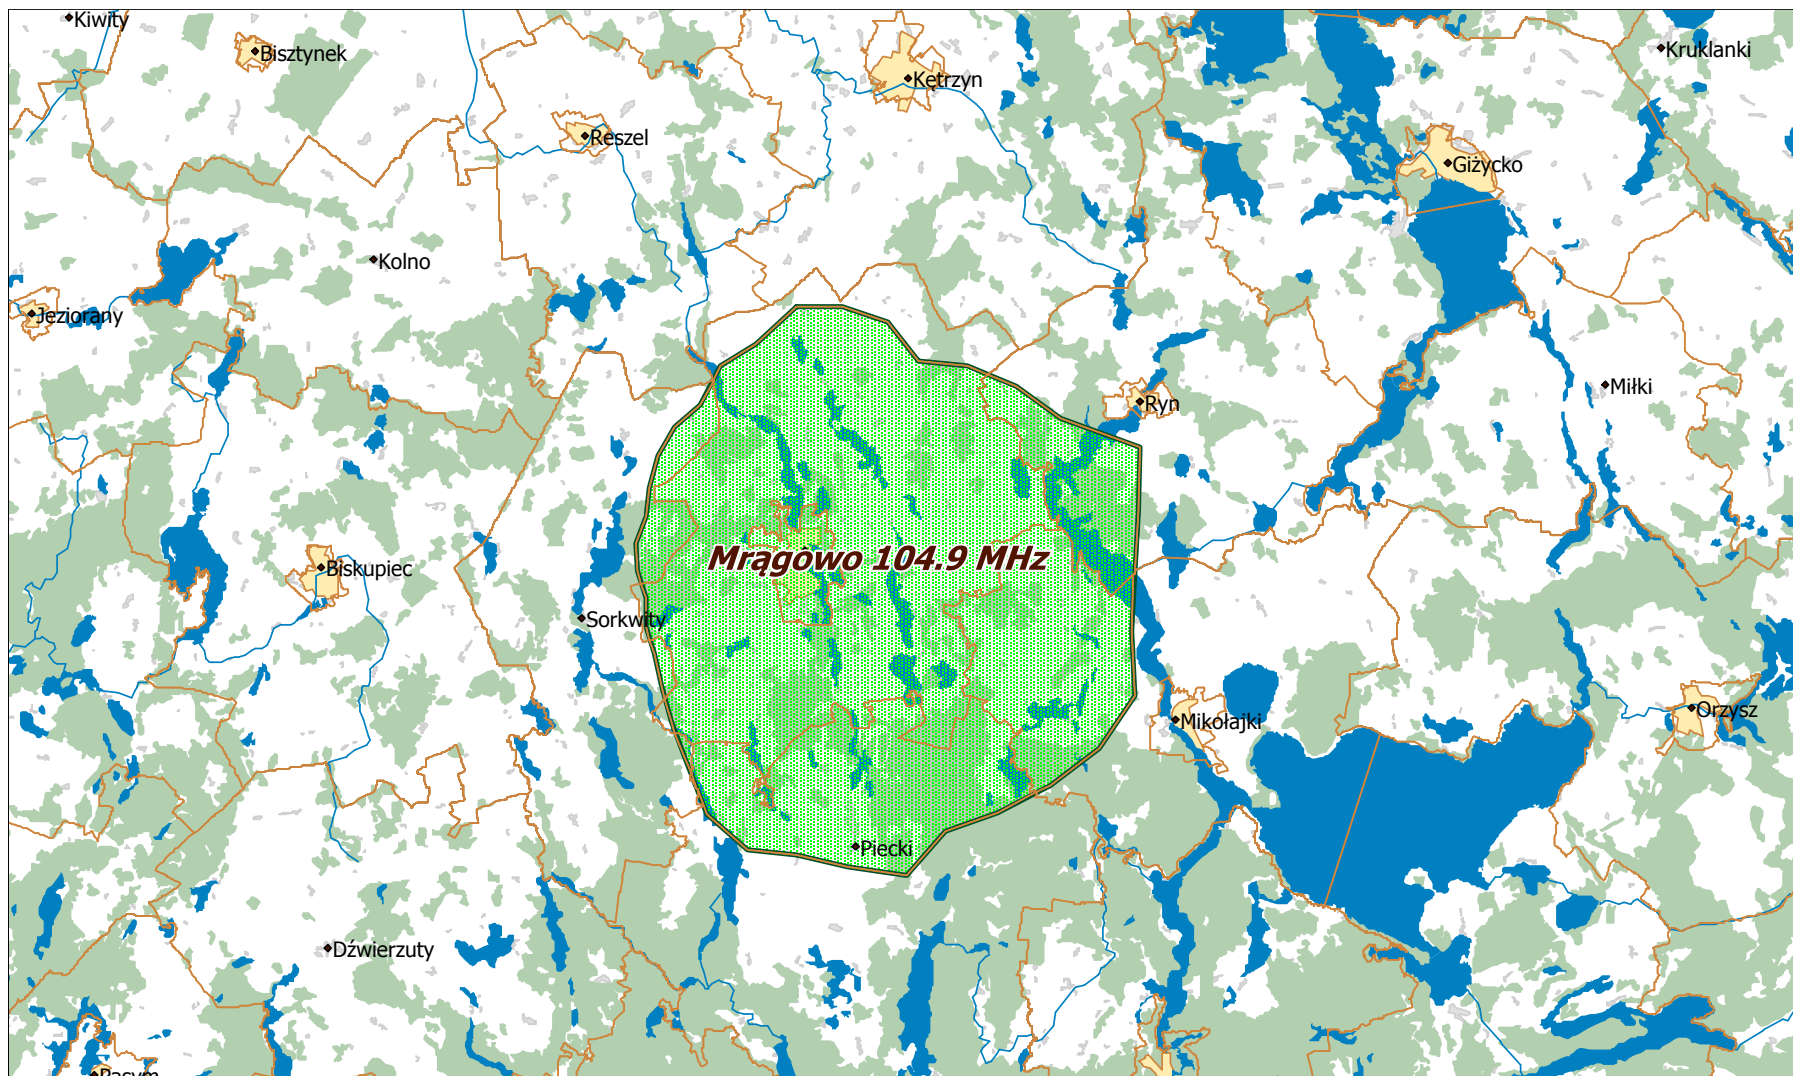 Kiwity
Bisztynek
Kętrzyn
Kruklanki
Reszel
Giżycko
Kolno
Jeziorany
Miłki
Ryn
Mrągowo 104.9 MHz
Biskupiec
Sorkwity
Mikołajki
Orzysz
Piecki
Dźwierzuty
Pasym